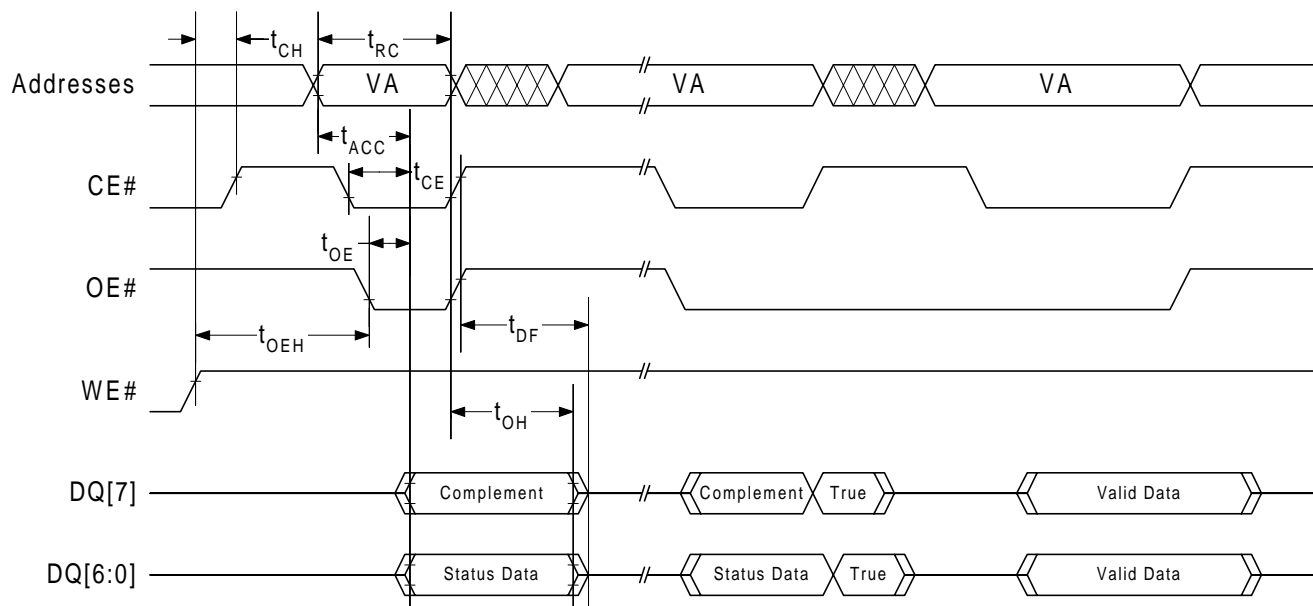 tCH tRC
Addresses VA VA VA
tACC
CE# tCE
tOE
OE#
tOEH tDF
WE#
tOH
DQ[7] Complement Complement True Valid Data
DQ[6:0] Status Data Status Data True Valid Data